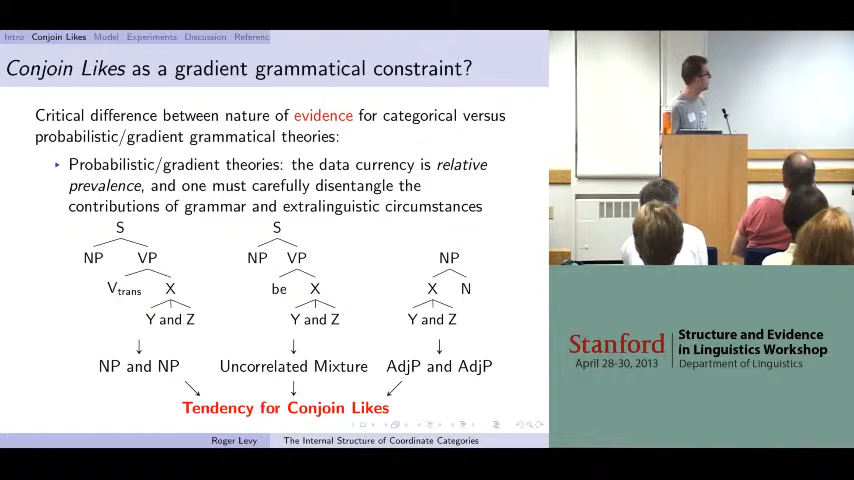 Intro Conjoin Likes Model Experiments Discussion Referenc
Conjoin Likes as a gradient grammatical constraint?
Critical difference between nature of evidence for categorical versus
probabilistic/gradient grammatical theories:
Probabilistic/gradient theories: the data currency is relative
prevalence, and one must carefully disentangle the
contributions of grammar and extralinguistic circumstances
S S
NP VP NP VP NP
Vtrans X be X X N
Y and Z Y and Z Y and Z
NP and NP Uncorrelated Mixture AdjP and AdjP
Tendency for Conjoin Likes
Roger Levy The Internal Structure of Coordinate Categories
Stanford
April 28-30, 2013
Structure and Evidence
in Linguistics Workshop
Department of Linguistics